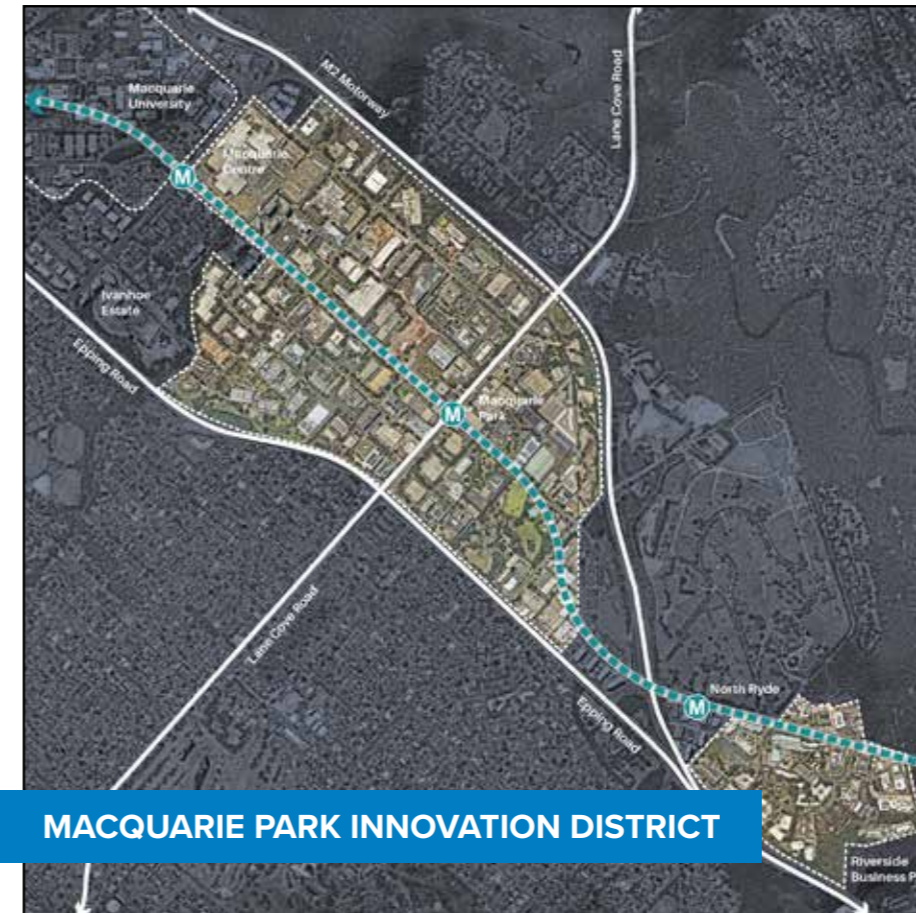 M2 Motorway
Lane Cove Road
Macquarie
University
Macquarie
Centre
M
Ivanhoe
Estate
Epping Road
M
Macquarie
Park
Lane Cove Road
Epping Road
M
North Ryde
MACQUARIE PARK INNOVATION DISTRICT
Riverside
Business P